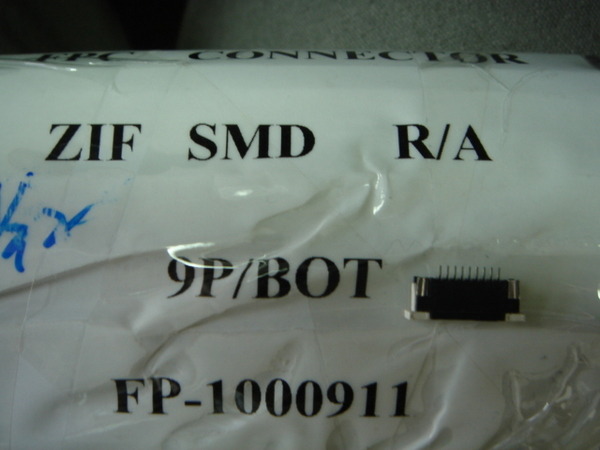 FPC CONNECTOR
ZIF SMD R/A
9P/BOT
FP-1000911